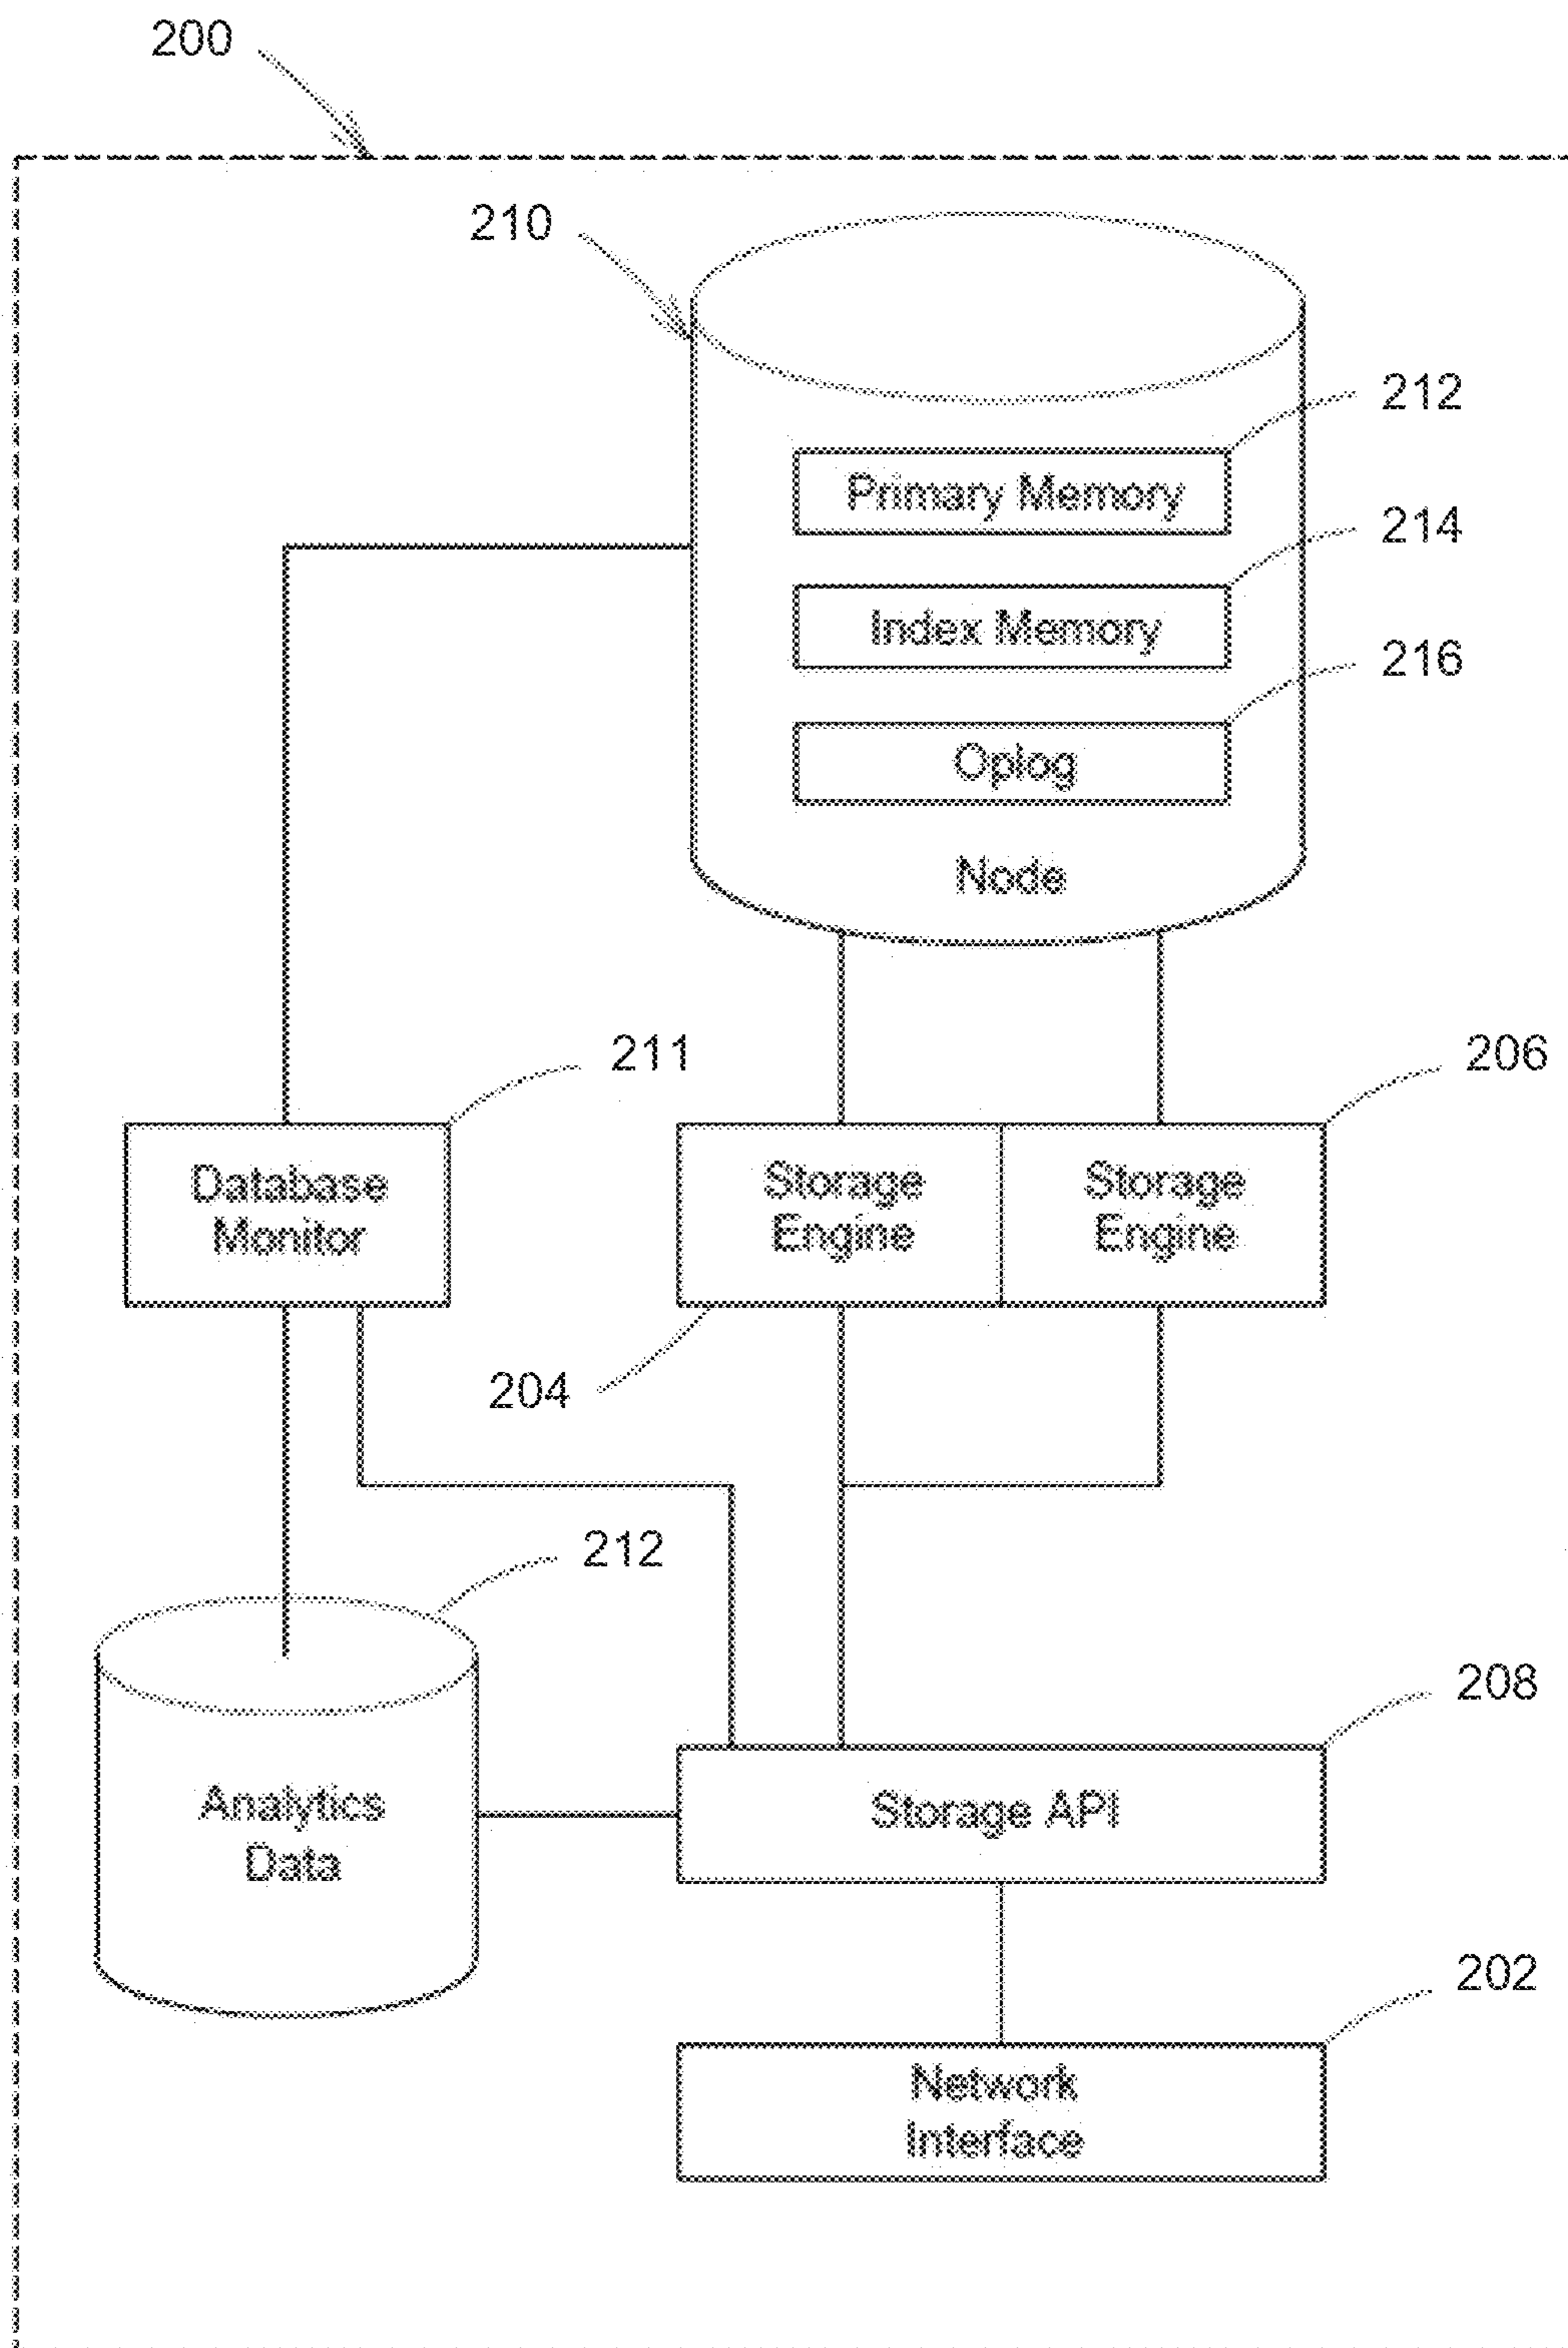 200
210
212
Primary Memory
214
Index Memory
216
Oplog
Node
211
206
Database
Monitor
Storage
Engine
Storage
Engine
204
212
208
Analytics
Data
Storage API
202
Network
Interface